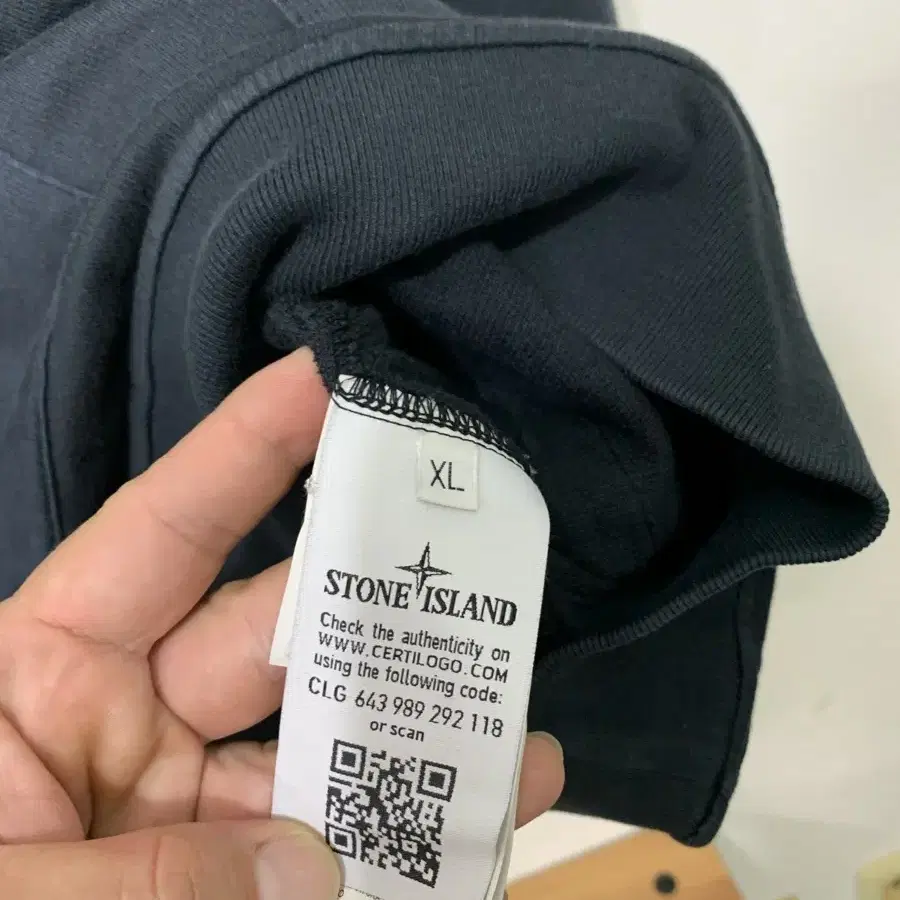 XL
STONE ISLAND
Check the authenticity on
WWW.CERTILOGO.COM
using the following code:
CLG 643 989 292 118
or scan